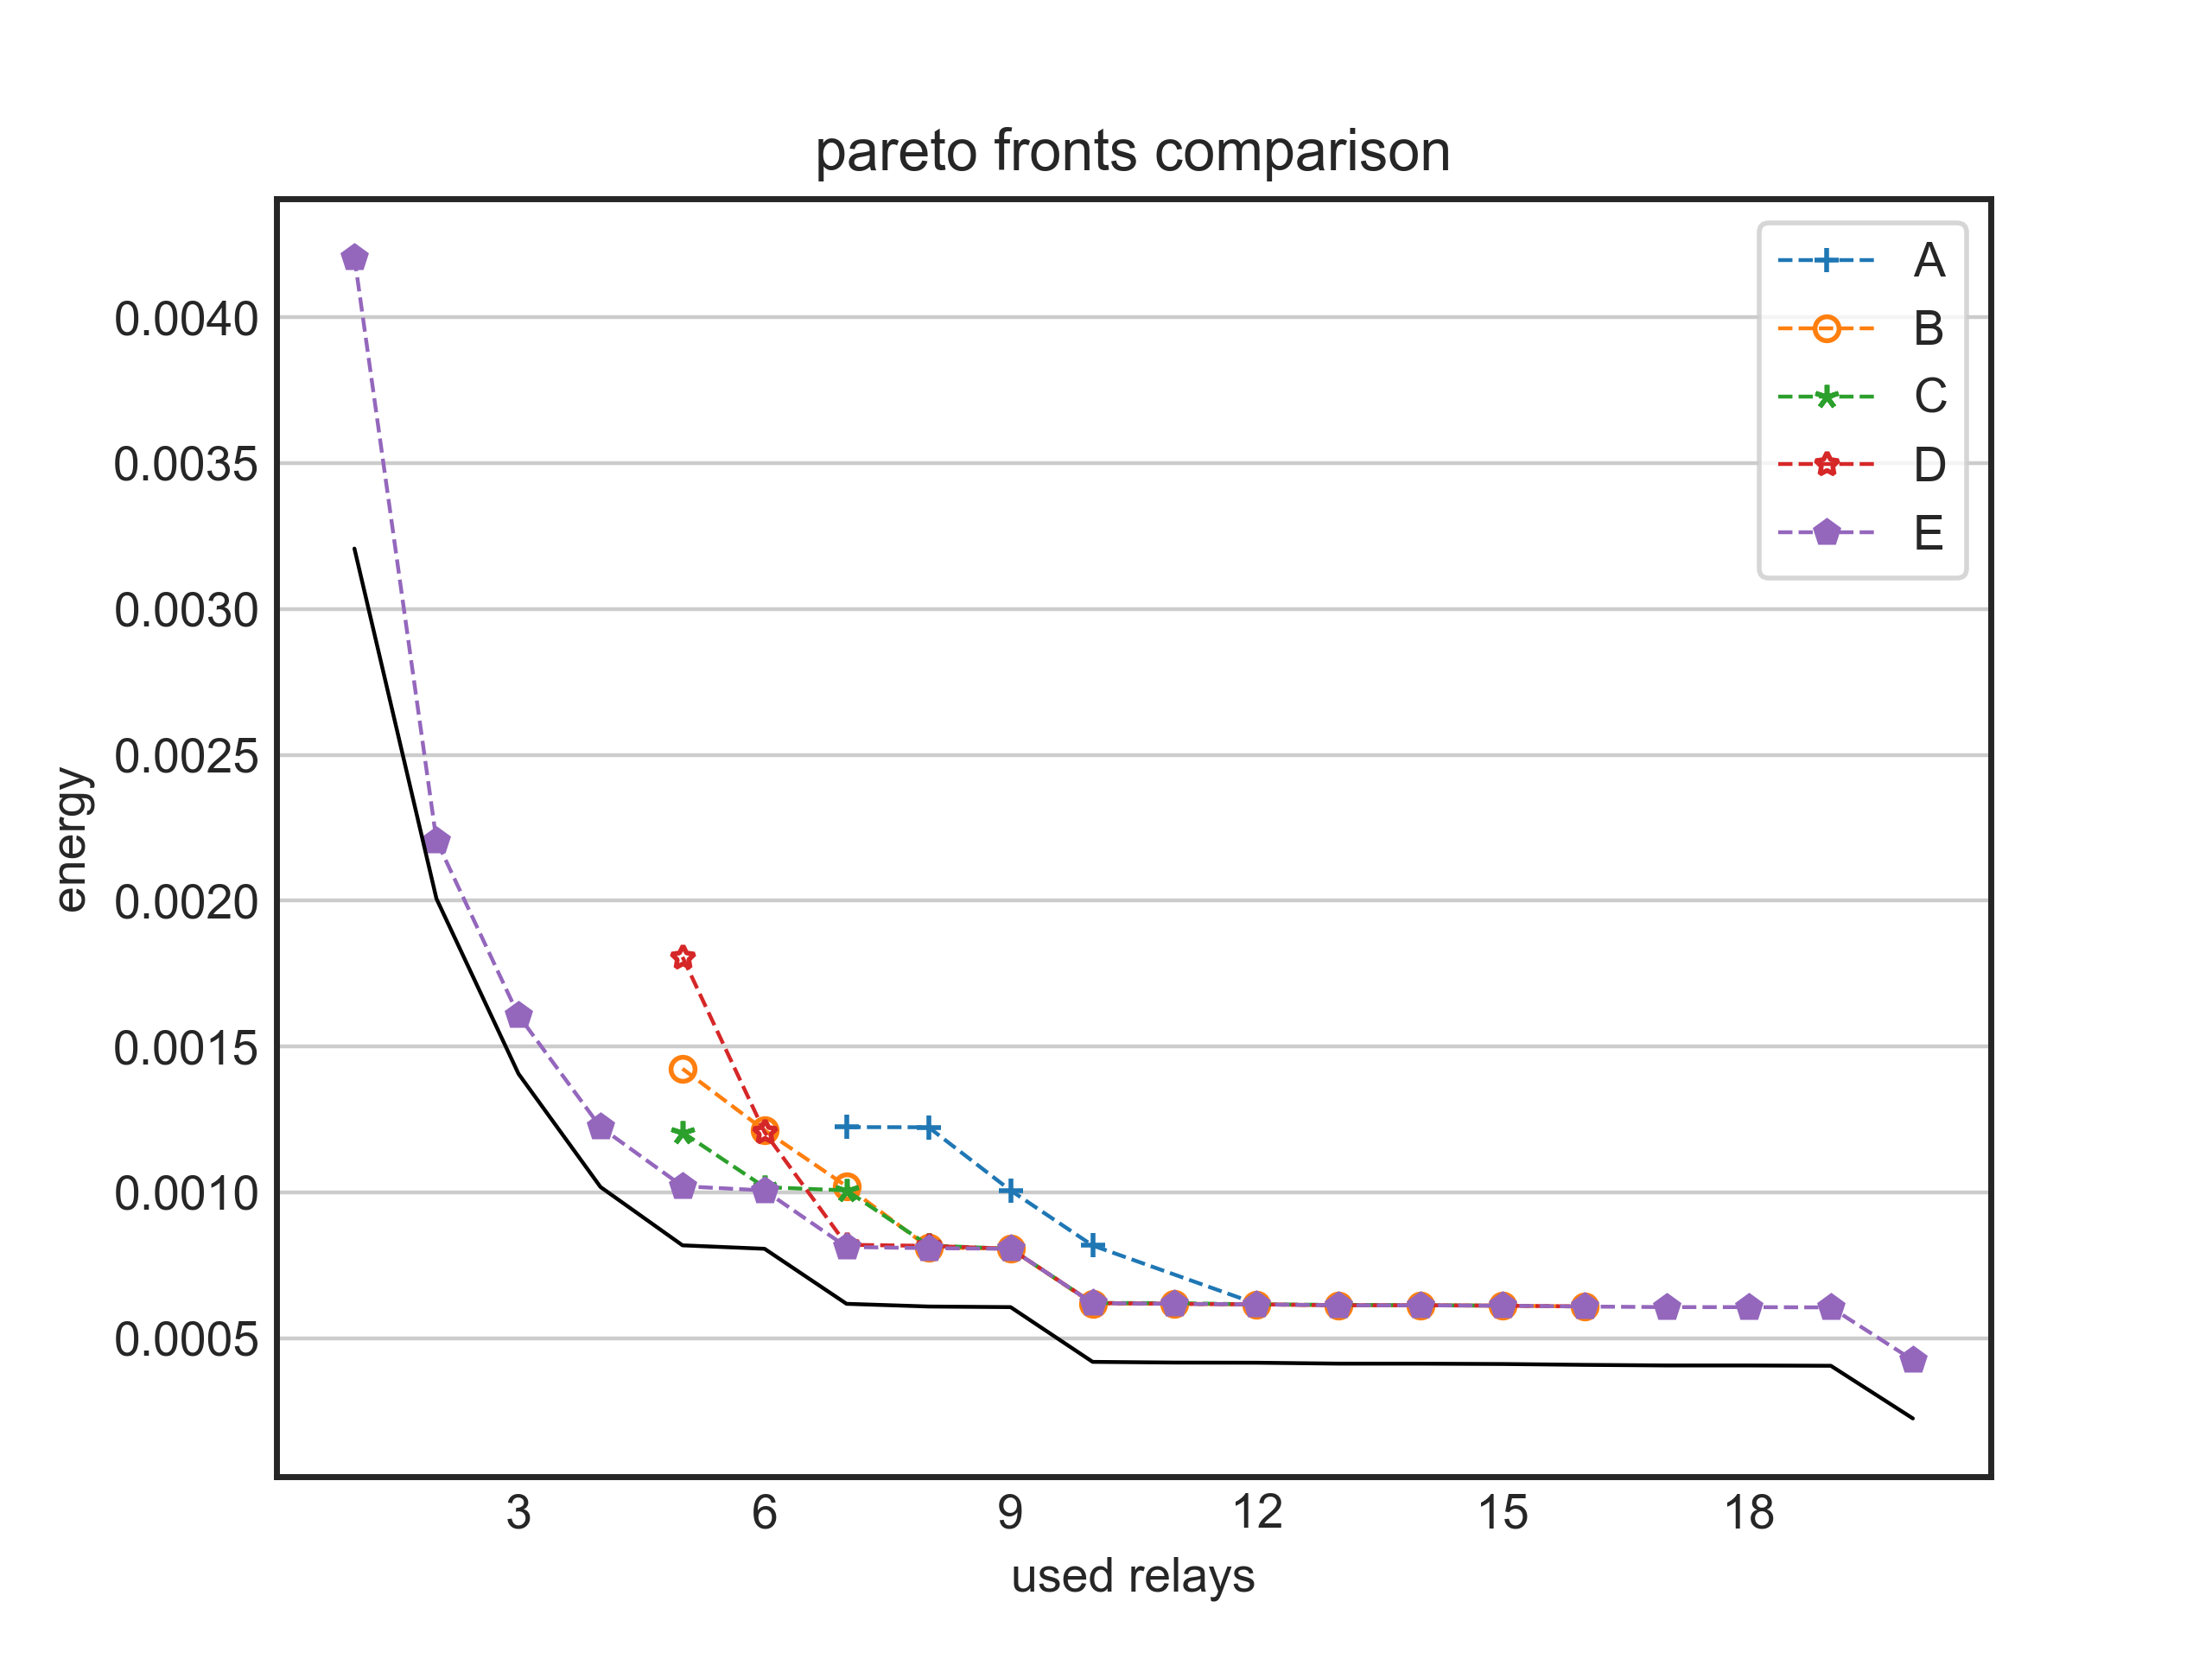 pareto fronts comparison
A
B
C
D
E
0.0040
0.0035
0.0030
0.0025
0.0020
0.0015
0.0010
0.0005
energy
3 6 9 12 15 18
used relays